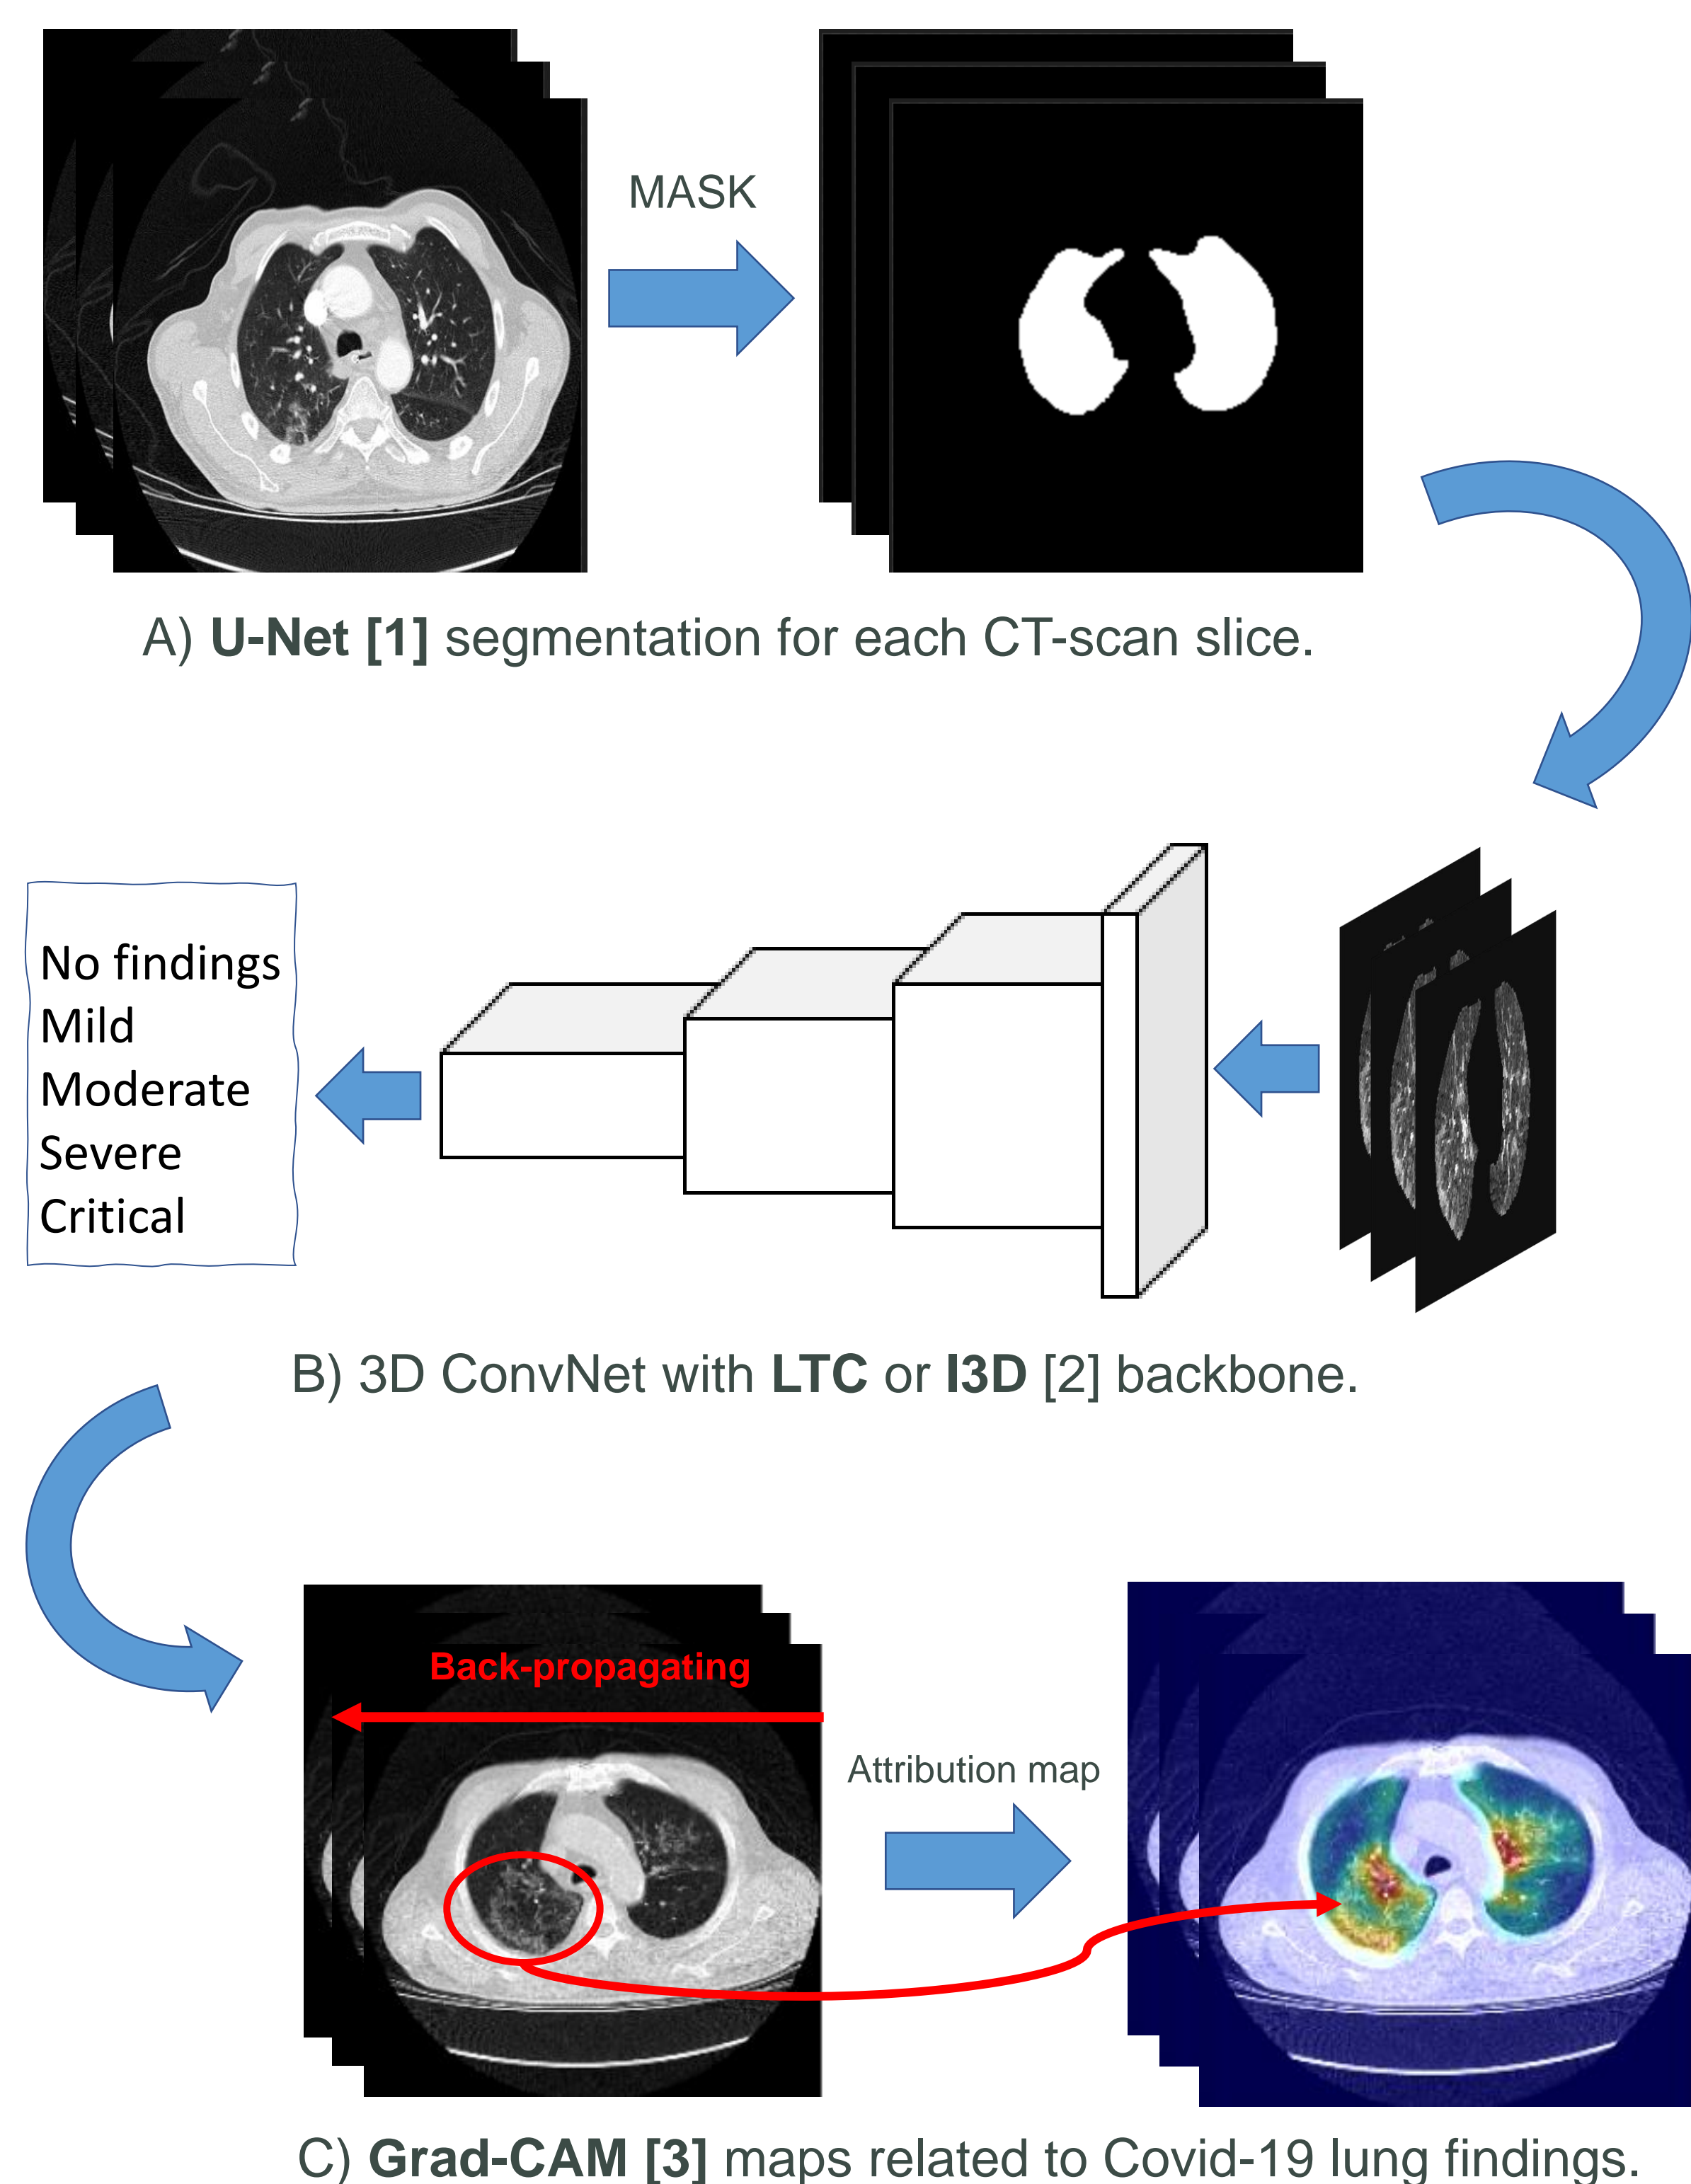 MASK
A) U-Net [1] segmentation for each CT-scan slice.
No findings
Mild
Moderate
Severe
Critical
B) 3D ConvNet with LTC or I3D [2] backbone.
Back-propagating
Attribution map
C) Grad-CAM [3] maps related to Covid-19 lung findings.